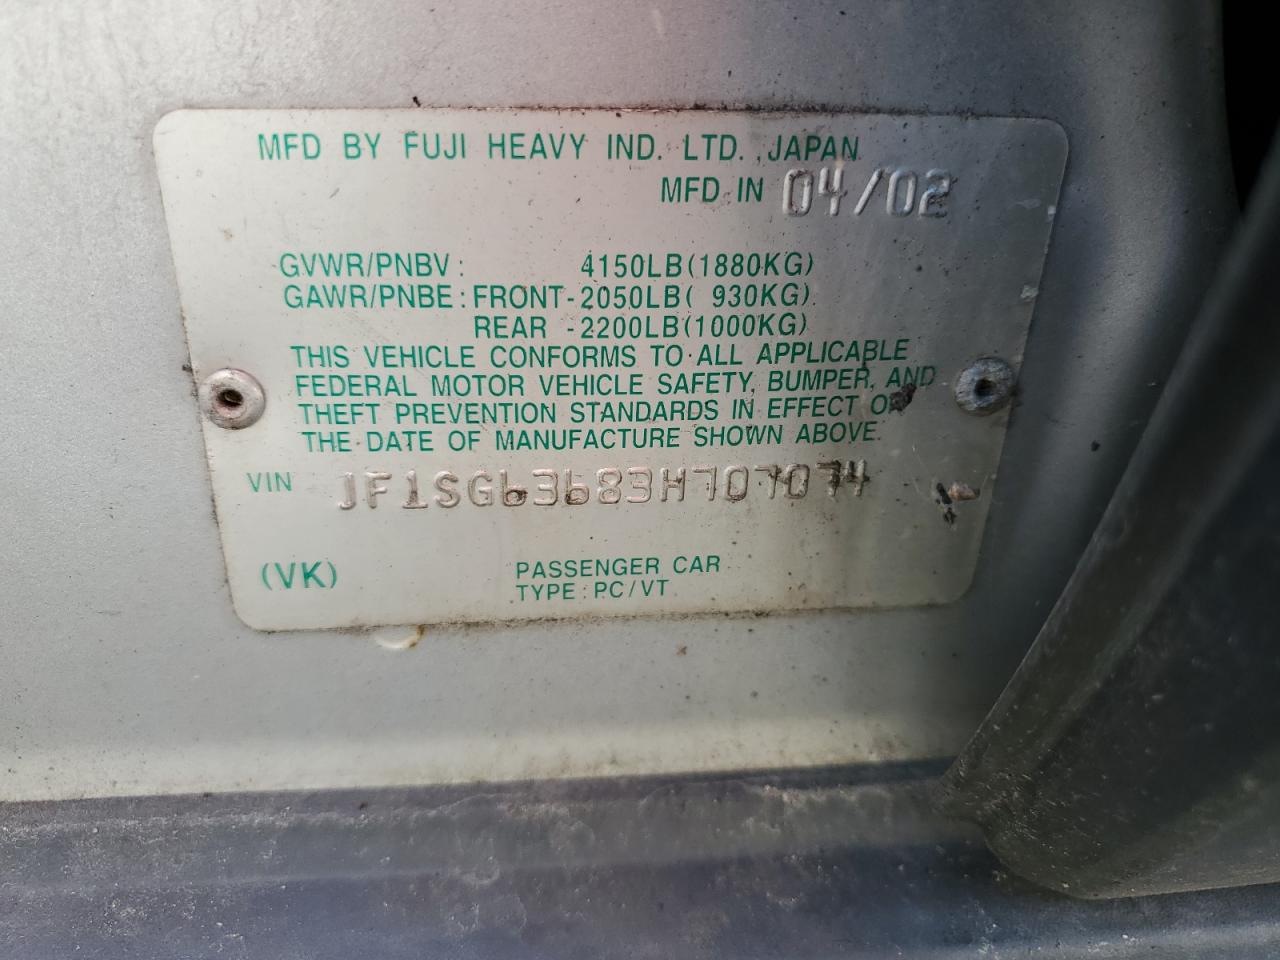 MFD BY FUJI HEAVY IND. LTD., JAPAN
MFD IN 04/02
GVWR/PNBV : 4150LB(1880KG)
GAWR/PNBE : FRONT-2050LB( 930KG)
REAR -2200LB(1000KG)
THIS VEHICLE CONFORMS TO ALL APPLICABLE
FEDERAL MOTOR VEHICLE SAFETY, BUMPER, AND
THEFT PREVENTION STANDARDS IN EFFECT ON
THE DATE OF MANUFACTURE SHOWN ABOVE.
VIN JF1SG63683H707074
(VK) PASSENGER CAR
TYPE : PC/VT